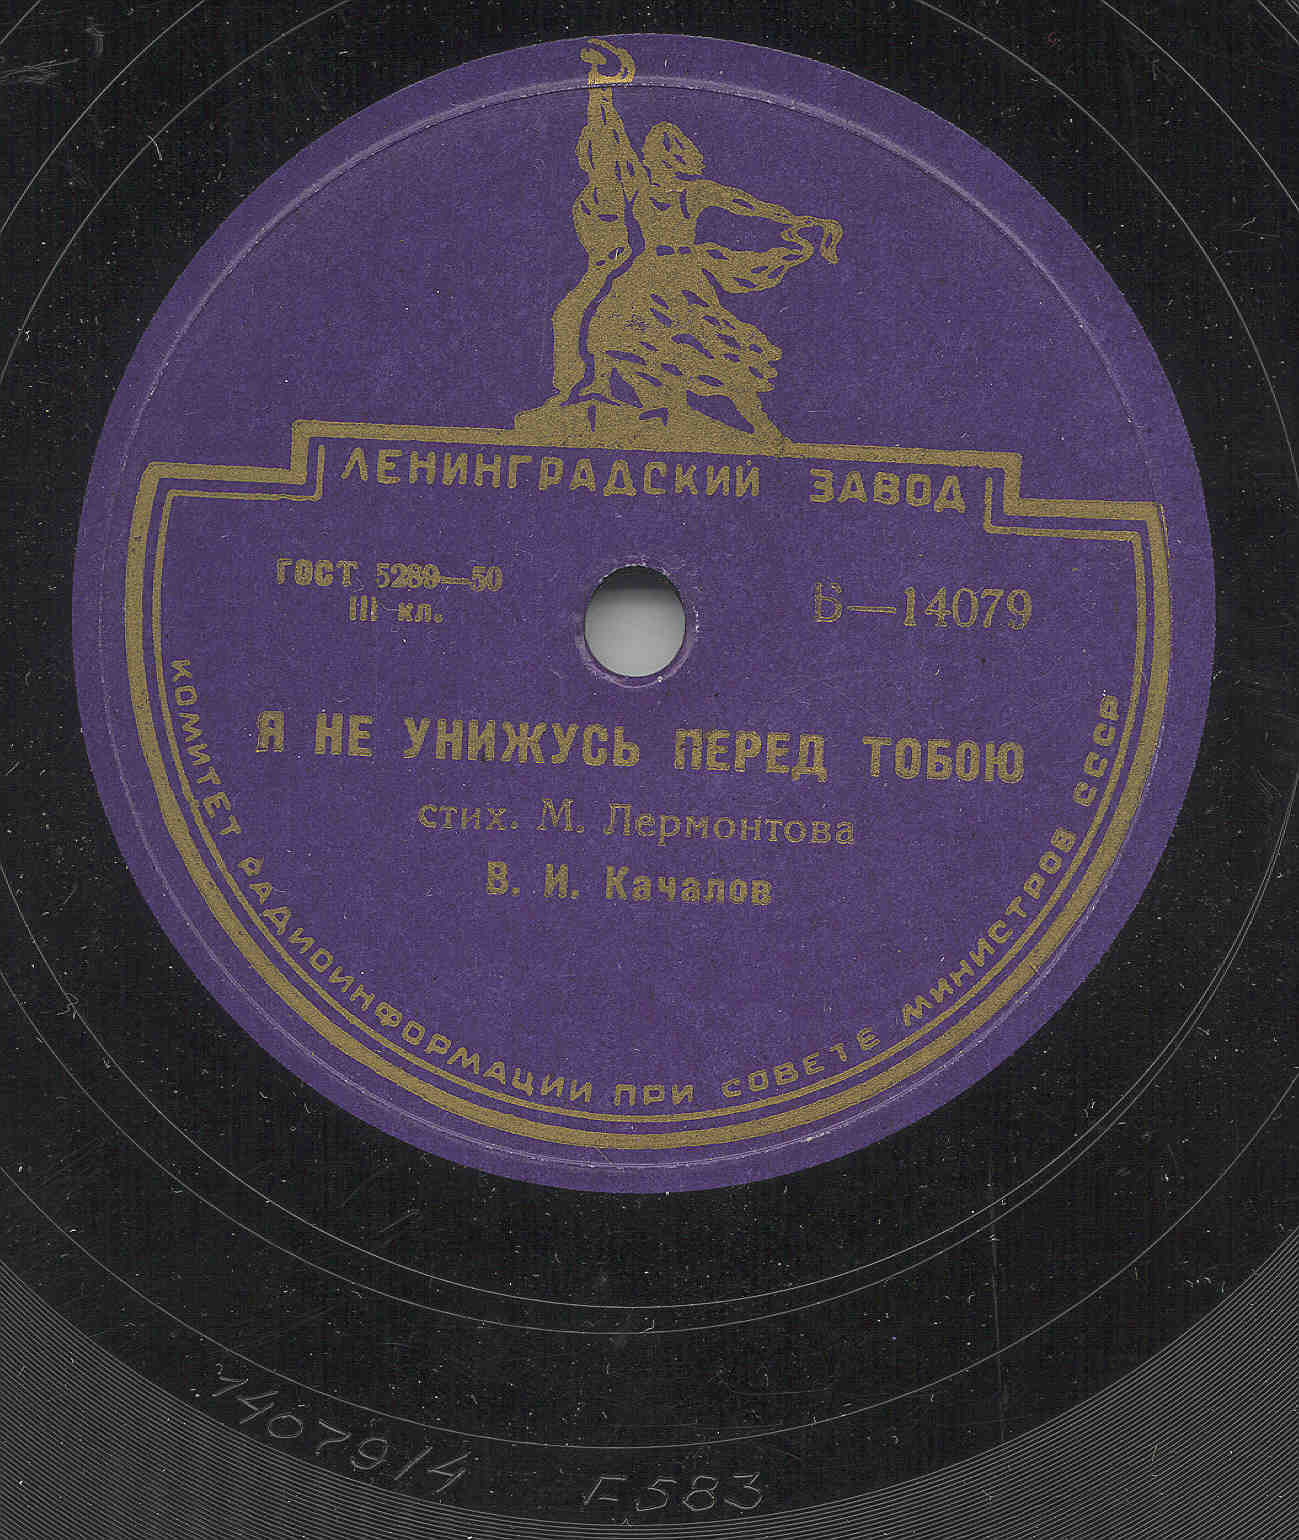 ЛЕНИНГРАДСКИЙ ЗАВОД
ГОСТ 5289—50
III кл.
Б—14079
Я НЕ УНИЖУСЬ ПЕРЕД ТОБОЮ
стих. М. Лермонтова
В. И. Качалов
КОМИТЕТ РАДИОИНФОРМАЦИИ ПРИ СОВЕТЕ МИНИСТРОВ СССР
14079/4
Г583